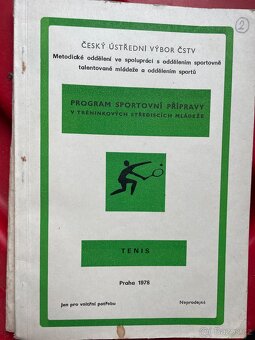 2
ČESKÝ ÚSTŘEDNÍ VÝBOR ČSTV
Metodické oddělení ve spolupráci s oddělením sportovně
talentované mládeže a oddělením sportů
PROGRAM SPORTOVNÍ PŘÍPRAVY
V TRÉNINKOVÝCH STŘEDISCÍCH MLÁDEŽE
TENIS
Praha 1978
Jen pro vnitřní potřebu Neprodejné